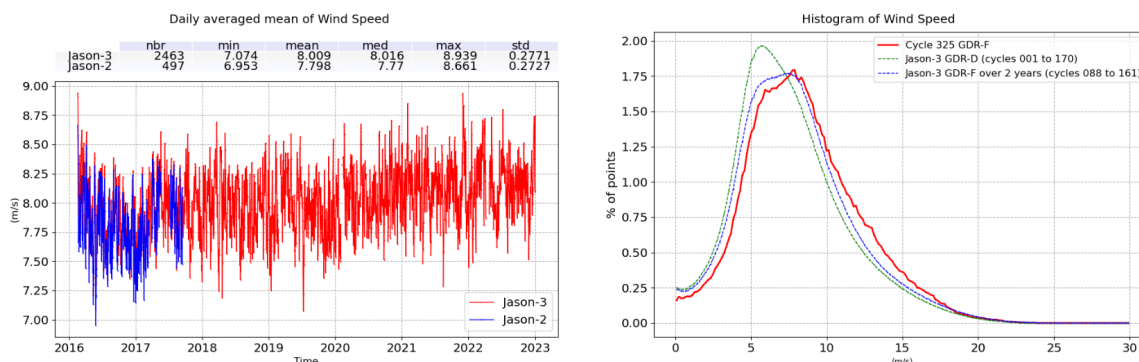 Daily averaged mean of Wind Speed
nbr min mean med max std
Jason-3 2463 7.074 8.009 8.016 8.939 0.2771
Jason-2 497 6.953 7.798 7.77 8.661 0.2727
9.00
8.75
8.50
8.25
8.00
7.75
7.50
7.25
7.00
(m/s)
Jason-3
Jason-2
2016 2017 2018 2019 2020 2021 2022 2023
Time
Histogram of Wind Speed
2.00
1.75
1.50
1.25
1.00
0.75
0.50
0.25
0.00
% of points
Cycle 325 GDR-F
Jason-3 GDR-D (cycles 001 to 170)
Jason-3 GDR-F over 2 years (cycles 088 to 161)
0 5 10 15 20 25 30
(m/s)